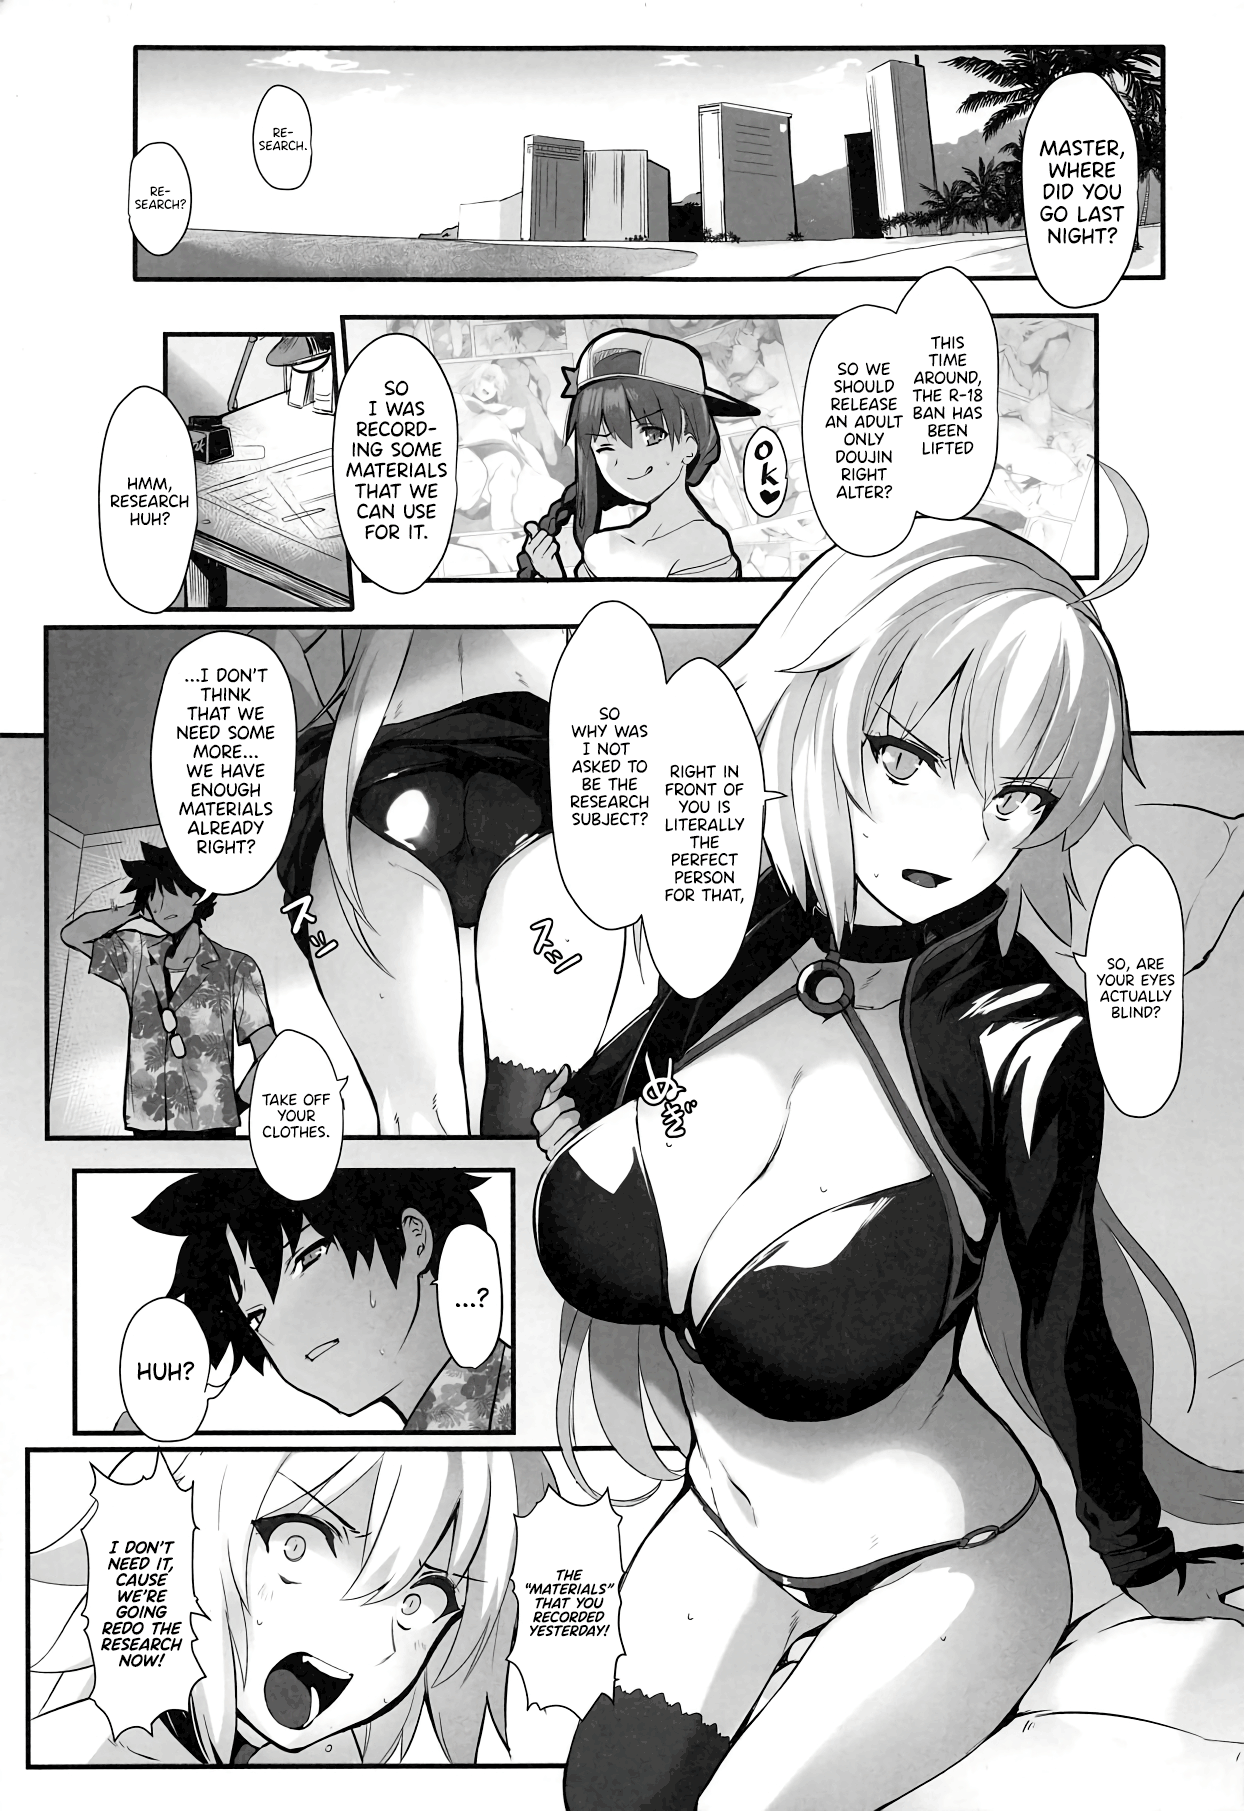 MASTER,
WHERE
DID YOU
GO LAST
NIGHT?
RE-
SEARCH.
RE-
SEARCH?
THIS
TIME
AROUND,
THE R-18
BAN HAS
BEEN
LIFTED
SO WE
SHOULD
RELEASE
AN ADULT
ONLY
DOUJIN
RIGHT
ALTER?
Ok♥
SO
I WAS
RECORD-
ING SOME
MATERIALS
THAT WE
CAN USE
FOR IT.
HMM,
RESEARCH
HUH?
RIGHT IN
FRONT OF
YOU IS
LITERALLY
THE
PERFECT
PERSON
FOR THAT,
SO
WHY WAS
I NOT
ASKED TO
BE THE
RESEARCH
SUBJECT?
SO, ARE
YOUR EYES
ACTUALLY
BLIND?
めぎ
ズッ
ズッ
...I DON'T
THINK
THAT WE
NEED SOME
MORE...
WE HAVE
ENOUGH
MATERIALS
ALREADY
RIGHT?
TAKE OFF
YOUR
CLOTHES.
...?
HUH?
THE
"MATERIALS"
THAT YOU
RECORDED
YESTERDAY!
I DON'T
NEED IT,
CAUSE
WE'RE
GOING
REDO THE
RESEARCH
NOW!